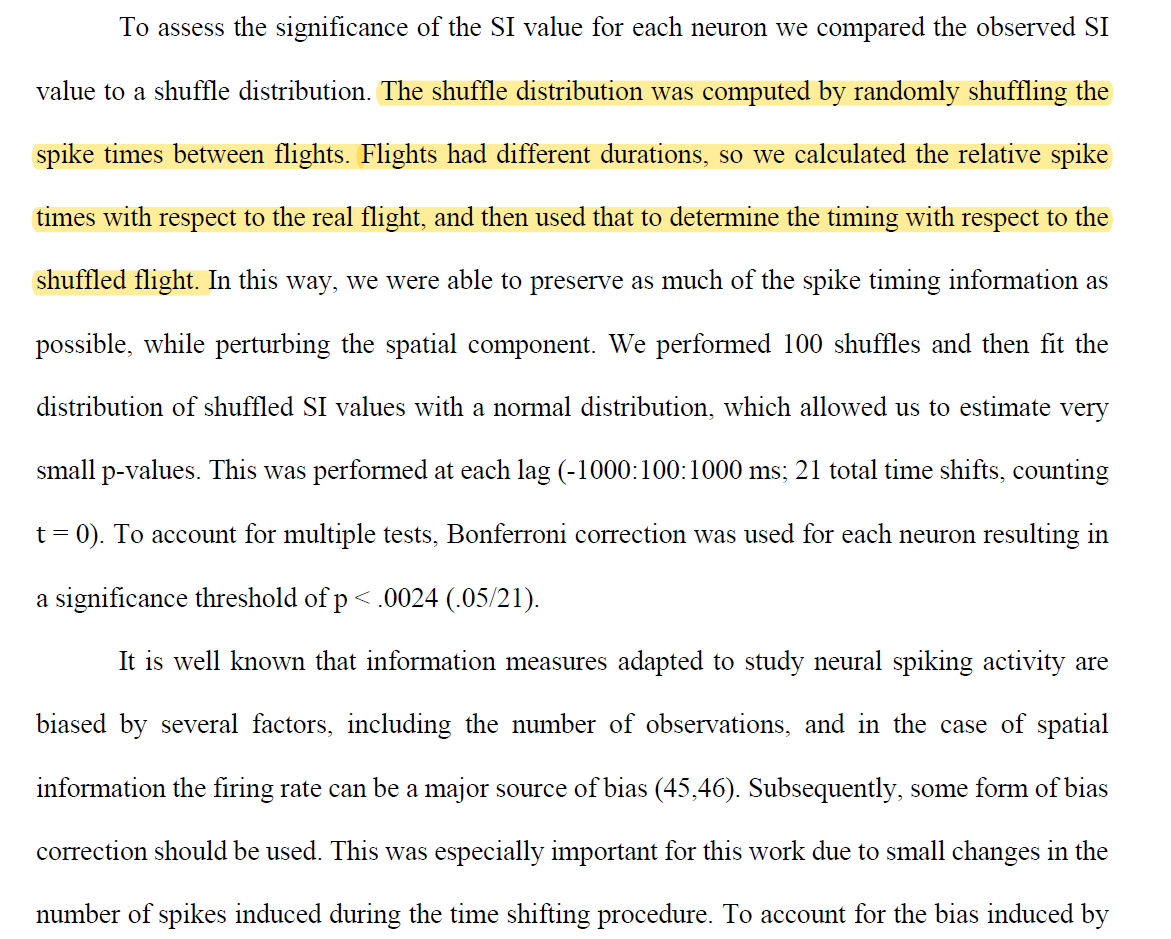 To assess the significance of the SI value for each neuron we compared the observed SI
value to a shuffle distribution. The shuffle distribution was computed by randomly shuffling the
spike times between flights. Flights had different durations, so we calculated the relative spike
times with respect to the real flight, and then used that to determine the timing with respect to the
shuffled flight. In this way, we were able to preserve as much of the spike timing information as
possible, while perturbing the spatial component. We performed 100 shuffles and then fit the
distribution of shuffled SI values with a normal distribution, which allowed us to estimate very
small p-values. This was performed at each lag (-1000:100:1000 ms; 21 total time shifts, counting
t = 0). To account for multiple tests, Bonferroni correction was used for each neuron resulting in
a significance threshold of p < .0024 (.05/21).
It is well known that information measures adapted to study neural spiking activity are
biased by several factors, including the number of observations, and in the case of spatial
information the firing rate can be a major source of bias (45,46). Subsequently, some form of bias
correction should be used. This was especially important for this work due to small changes in the
number of spikes induced during the time shifting procedure. To account for the bias induced by